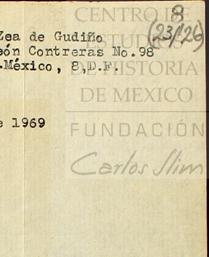 CENTRO DE
8
ESTUDIOS
(23/26)
Zea de Gudiño
DE HISTORIA
eón Contreras No.98
DE MEXICO
.México, 8,D.F.
FUNDACIÓN
e 1969
Carlos Slim